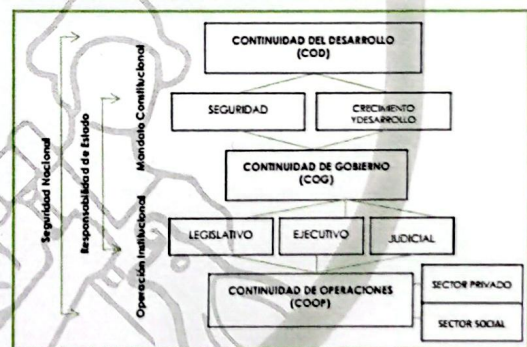 CONTINUIDAD DEL DESARROLLO
(COD)
SEGURIDAD
CRECIMIENTO
YDESARROLLO
CONTINUIDAD DE GOBIERNO
(COG)
LEGISLATIVO
EJECUTIVO
JUDICIAL
CONTINUIDAD DE OPERACIONES
(COOP)
SECTOR PRIVADO
SECTOR SOCIAL
Seguridad Nacional
Responsabilidad de Estado
Mandato Constitucional
Operación Institucional